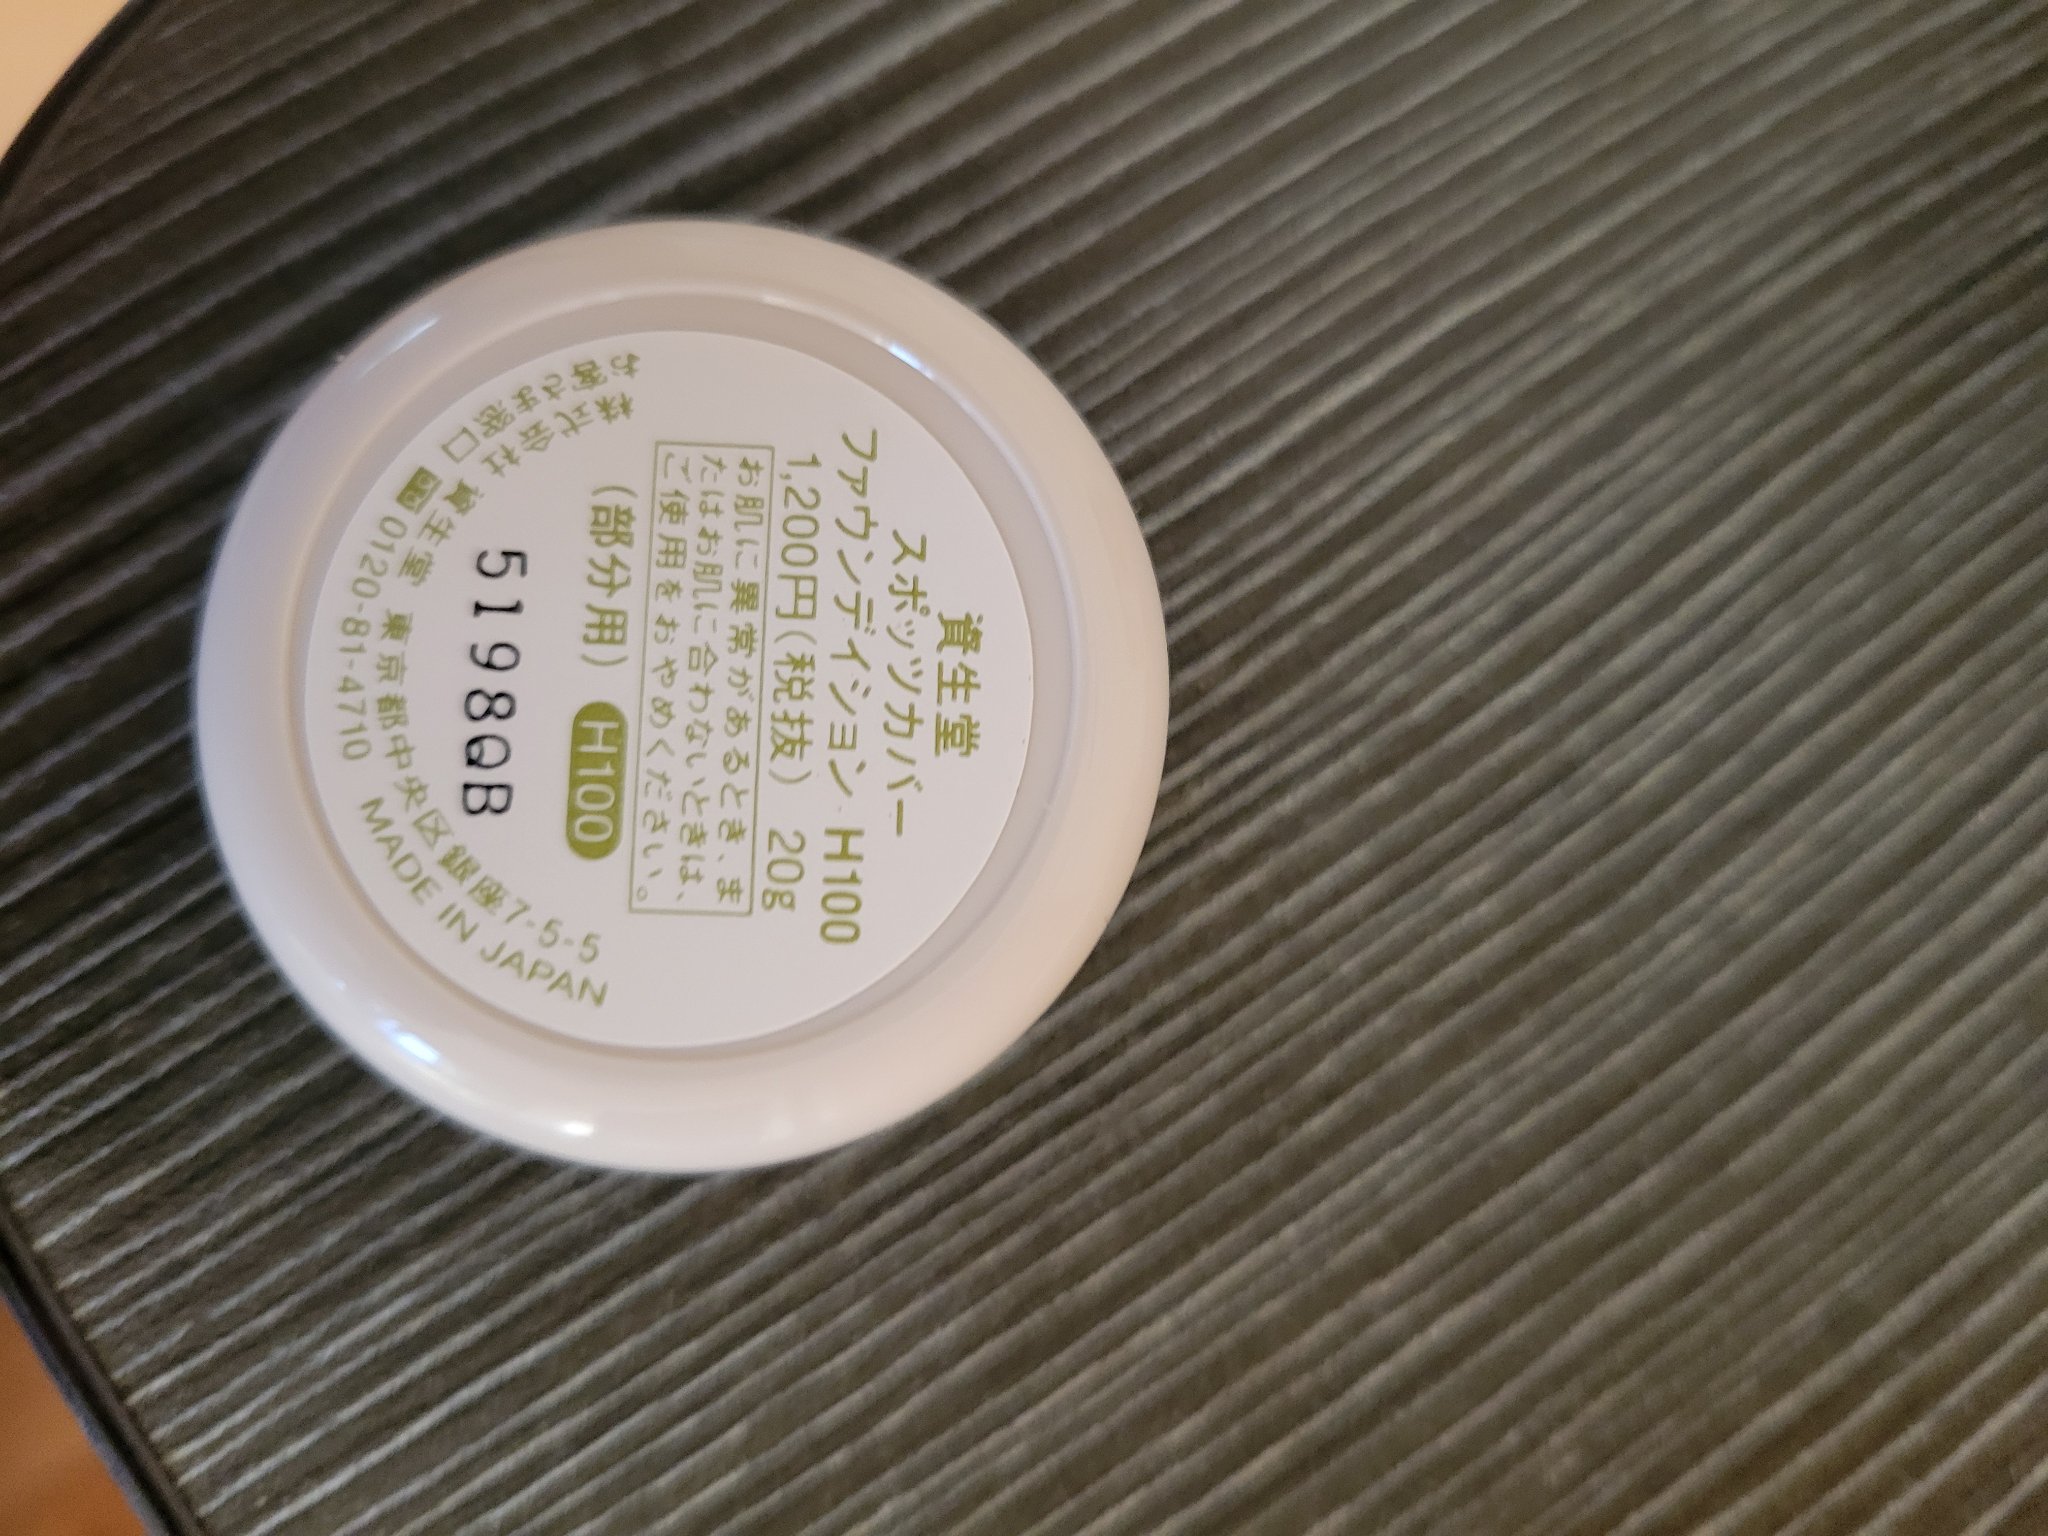 資生堂
スポッツカバー
ファウンデイション H100
1,200円(税抜) 20g
お肌に異常があるとき、ま
たはお肌に合わないときは、
ご使用をおやめください。
(部分用) H100
5198QB
株式会社 資生堂 東京都中央区銀座7-5-5
お問い合わせ窓口 0120-81-4710 MADE IN JAPAN